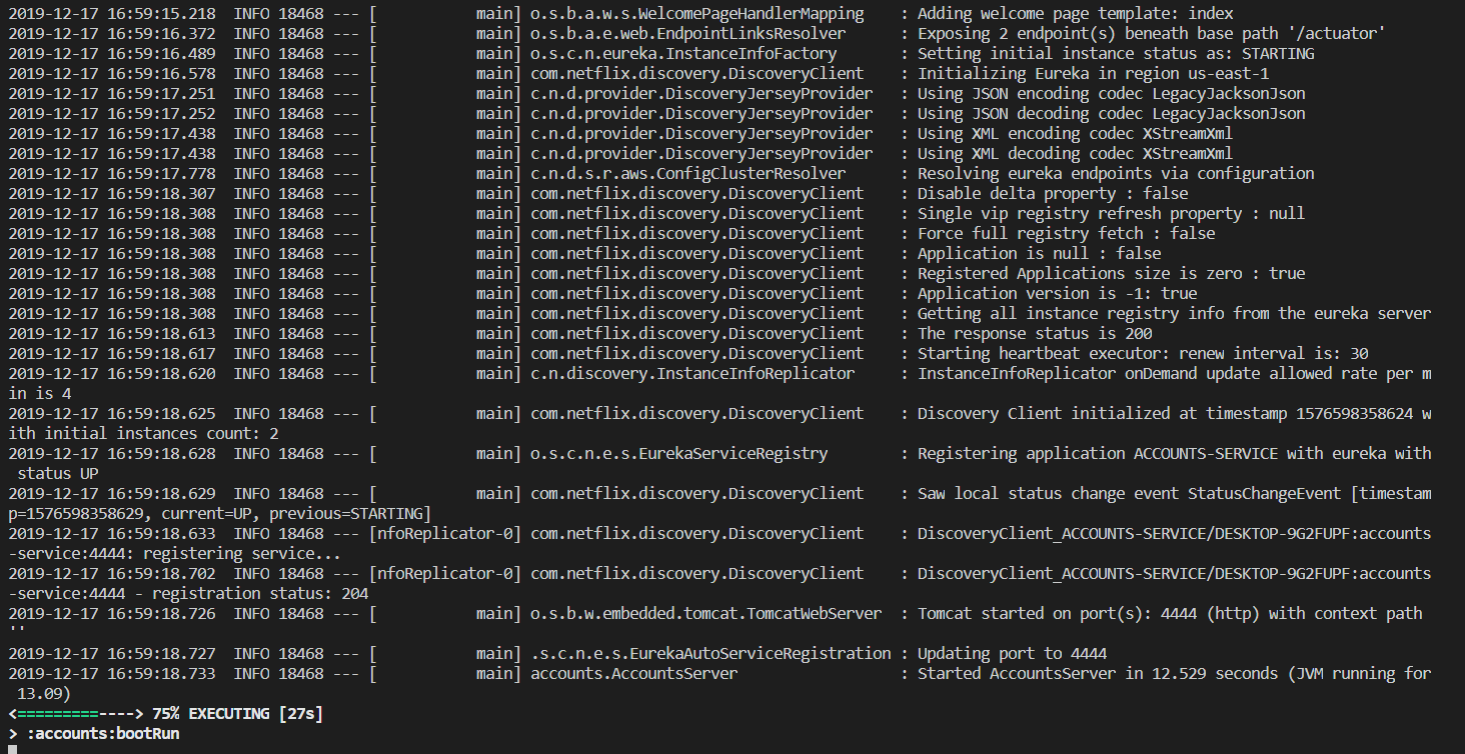 2019-12-17 16:59:15.218  INFO 18468 --- [           main] o.s.b.a.w.s.WelcomePageHandlerMapping    : Adding welcome page template: index
2019-12-17 16:59:16.372  INFO 18468 --- [           main] o.s.b.a.e.web.EndpointLinksResolver      : Exposing 2 endpoint(s) beneath base path '/actuator'
2019-12-17 16:59:16.489  INFO 18468 --- [           main] o.s.c.n.eureka.InstanceInfoFactory       : Setting initial instance status as: STARTING
2019-12-17 16:59:16.578  INFO 18468 --- [           main] com.netflix.discovery.DiscoveryClient    : Initializing Eureka in region us-east-1
2019-12-17 16:59:17.251  INFO 18468 --- [           main] c.n.d.provider.DiscoveryJerseyProvider   : Using JSON encoding codec LegacyJacksonJson
2019-12-17 16:59:17.252  INFO 18468 --- [           main] c.n.d.provider.DiscoveryJerseyProvider   : Using JSON decoding codec LegacyJacksonJson
2019-12-17 16:59:17.438  INFO 18468 --- [           main] c.n.d.provider.DiscoveryJerseyProvider   : Using XML encoding codec XStreamXml
2019-12-17 16:59:17.438  INFO 18468 --- [           main] c.n.d.provider.DiscoveryJerseyProvider   : Using XML decoding codec XStreamXml
2019-12-17 16:59:17.778  INFO 18468 --- [           main] c.n.d.s.r.aws.ConfigClusterResolver      : Resolving eureka endpoints via configuration
2019-12-17 16:59:18.307  INFO 18468 --- [           main] com.netflix.discovery.DiscoveryClient    : Disable delta property : false
2019-12-17 16:59:18.308  INFO 18468 --- [           main] com.netflix.discovery.DiscoveryClient    : Single vip registry refresh property : null
2019-12-17 16:59:18.308  INFO 18468 --- [           main] com.netflix.discovery.DiscoveryClient    : Force full registry fetch : false
2019-12-17 16:59:18.308  INFO 18468 --- [           main] com.netflix.discovery.DiscoveryClient    : Application is null : false
2019-12-17 16:59:18.308  INFO 18468 --- [           main] com.netflix.discovery.DiscoveryClient    : Registered Applications size is zero : true
2019-12-17 16:59:18.308  INFO 18468 --- [           main] com.netflix.discovery.DiscoveryClient    : Application version is -1: true
2019-12-17 16:59:18.308  INFO 18468 --- [           main] com.netflix.discovery.DiscoveryClient    : Getting all instance registry info from the eureka server
2019-12-17 16:59:18.613  INFO 18468 --- [           main] com.netflix.discovery.DiscoveryClient    : The response status is 200
2019-12-17 16:59:18.617  INFO 18468 --- [           main] com.netflix.discovery.DiscoveryClient    : Starting heartbeat executor: renew interval is: 30
2019-12-17 16:59:18.620  INFO 18468 --- [           main] c.n.discovery.InstanceInfoReplicator     : InstanceInfoReplicator onDemand update allowed rate per m
in is 4
2019-12-17 16:59:18.625  INFO 18468 --- [           main] com.netflix.discovery.DiscoveryClient    : Discovery Client initialized at timestamp 1576598358624 w
ith initial instances count: 2
2019-12-17 16:59:18.628  INFO 18468 --- [           main] o.s.c.n.e.s.EurekaServiceRegistry        : Registering application ACCOUNTS-SERVICE with eureka with
 status UP
2019-12-17 16:59:18.629  INFO 18468 --- [           main] com.netflix.discovery.DiscoveryClient    : Saw local status change event StatusChangeEvent [timestam
p=1576598358629, current=UP, previous=STARTING]
2019-12-17 16:59:18.633  INFO 18468 --- [nfoReplicator-0] com.netflix.discovery.DiscoveryClient    : DiscoveryClient_ACCOUNTS-SERVICE/DESKTOP-9G2FUPF:accounts
-service:4444: registering service...
2019-12-17 16:59:18.702  INFO 18468 --- [nfoReplicator-0] com.netflix.discovery.DiscoveryClient    : DiscoveryClient_ACCOUNTS-SERVICE/DESKTOP-9G2FUPF:accounts
-service:4444 - registration status: 204
2019-12-17 16:59:18.726  INFO 18468 --- [           main] o.s.b.w.embedded.tomcat.TomcatWebServer  : Tomcat started on port(s): 4444 (http) with context path
''
2019-12-17 16:59:18.727  INFO 18468 --- [           main] .s.c.n.e.s.EurekaAutoServiceRegistration : Updating port to 4444
2019-12-17 16:59:18.733  INFO 18468 --- [           main] accounts.AccountsServer                  : Started AccountsServer in 12.529 seconds (JVM running for
 13.09)
<=========----> 75% EXECUTING [27s]
> :accounts:bootRun